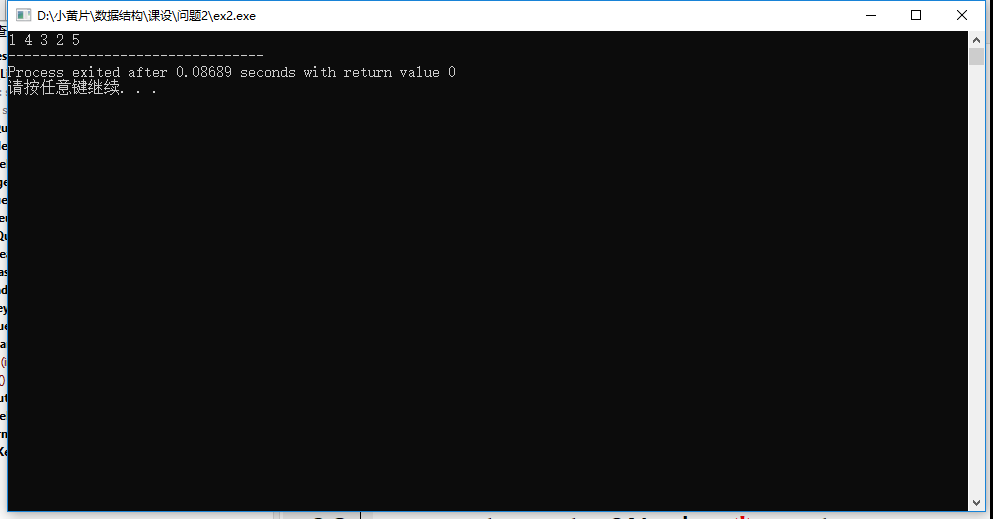 D:\小黄片\数据结构\课设\问题2\ex2.exe
1 4 3 2 5
--------------------------------
Process exited after 0.08689 seconds with return value 0
请按任意键继续. . .